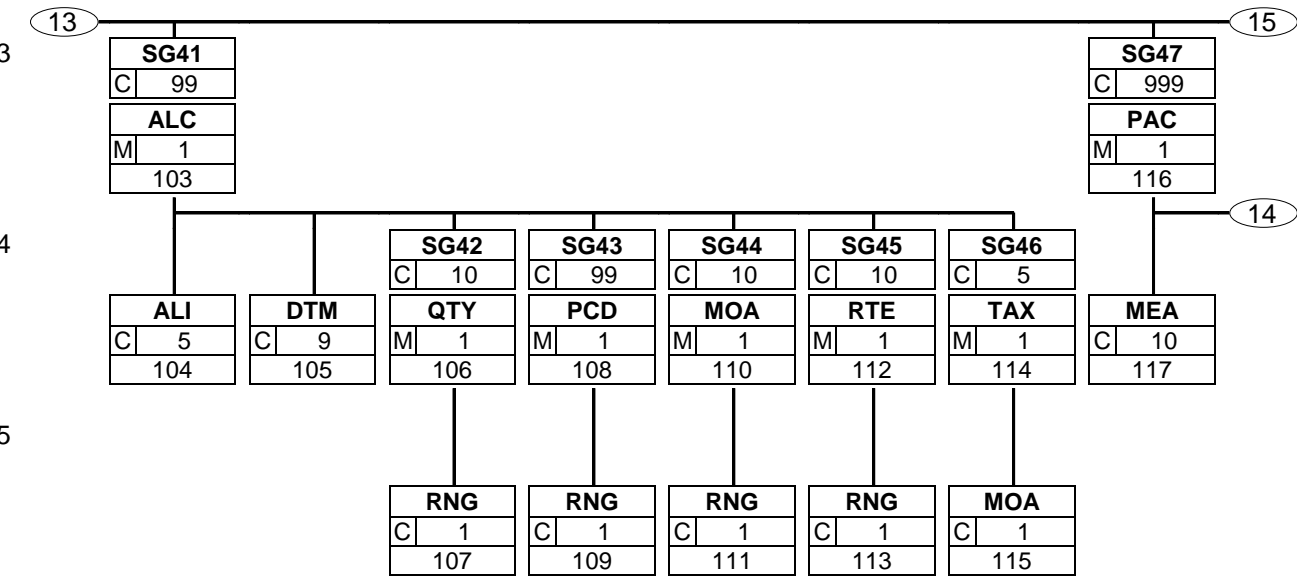 13 15
3 SG41 SG47
C 99 C 999
ALC PAC
M 1 M 1
103 116
14
4 SG42 SG43 SG44 SG45 SG46
C 10 C 99 C 10 C 10 C 5
ALI DTM QTY PCD MOA RTE TAX MEA
C 5 C 9 M 1 M 1 M 1 M 1 M 1 C 10
104 105 106 108 110 112 114 117
5
RNG RNG RNG RNG MOA
C 1 C 1 C 1 C 1 C 1
107 109 111 113 115